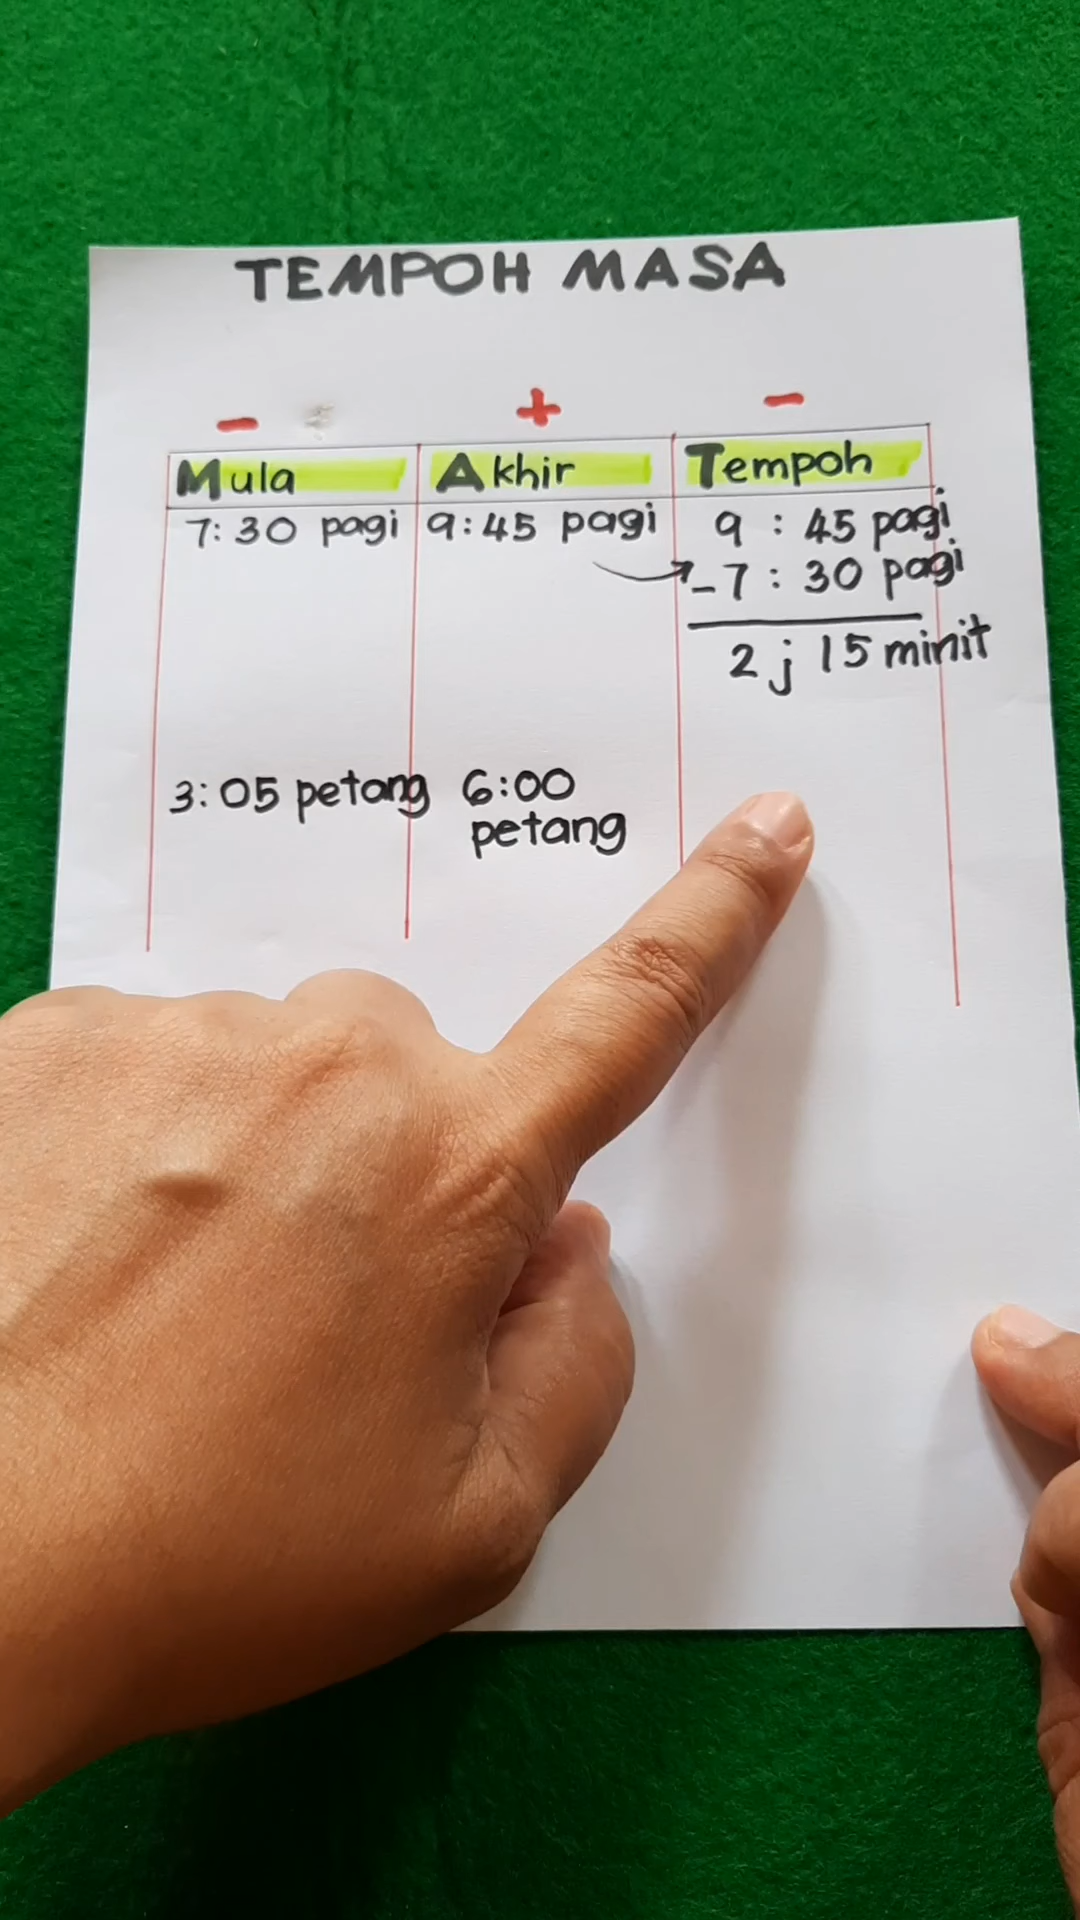 TEMPOH MASA
- + -
Mula Akhir Tempoh
7:30 pagi 9:45 pagi 9 : 45 pagi
-7 : 30 pagi
2 j 15 minit
3:05 petang 6:00
petang